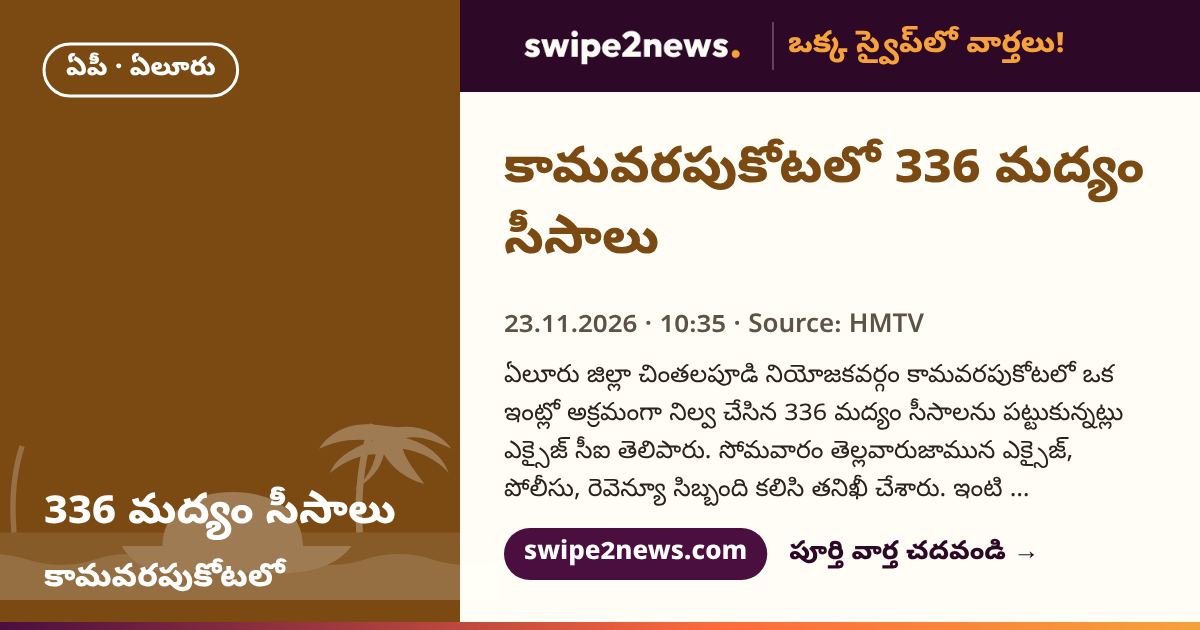 ఏపీ · ఏలూరు
swipe2news.
ఒక్క స్వైప్‌లో వార్తలు!
కామవరపుకోటలో 336 మద్యం
సీసాలు
23.11.2026 · 10:35 · Source: HMTV
ఏలూరు జిల్లా చింతలపూడి నియోజకవర్గం కామవరపుకోటలో ఒక
ఇంట్లో అక్రమంగా నిల్వ చేసిన 336 మద్యం సీసాలను పట్టుకున్నట్లు
ఎక్సైజ్ సీఐ తెలిపారు. సోమవారం తెల్లవారుజామున ఎక్సైజ్,
పోలీసు, రెవెన్యూ సిబ్బంది కలిసి తనిఖీ చేశారు. ఇంటి ...
336 మద్యం సీసాలు
కామవరపుకోటలో
swipe2news.com
పూర్తి వార్త చదవండి →